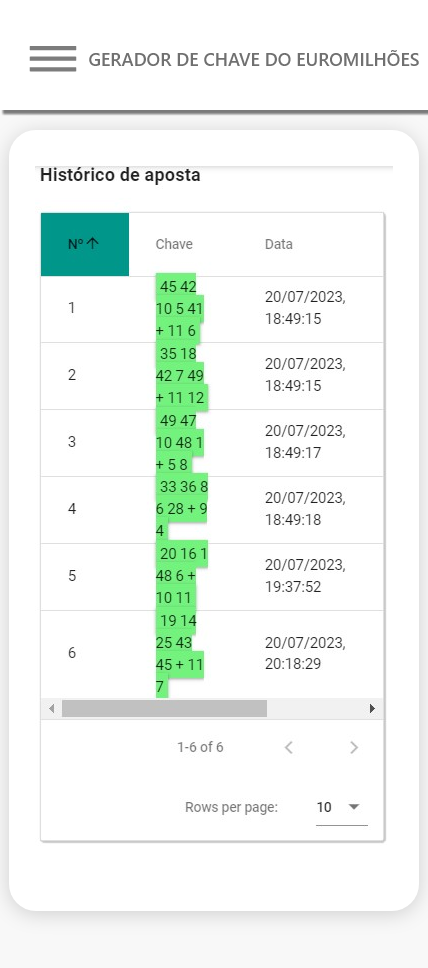 GERADOR DE CHAVE DO EUROMILHÕES
Histórico de aposta
Nº Chave Data
1
45 42
10 5 41
+ 11 6
20/07/2023,
18:49:15
2
35 18
42 7 49
+ 11 12
20/07/2023,
18:49:15
3
49 47
10 48 1
+ 5 8
20/07/2023,
18:49:17
4
33 36 8
6 28 + 9
4
20/07/2023,
18:49:18
5
20 16 1
48 6 +
10 11
20/07/2023,
19:37:52
6
19 14
25 43
45 + 11
7
20/07/2023,
20:18:29
1-6 of 6
Rows per page: 10